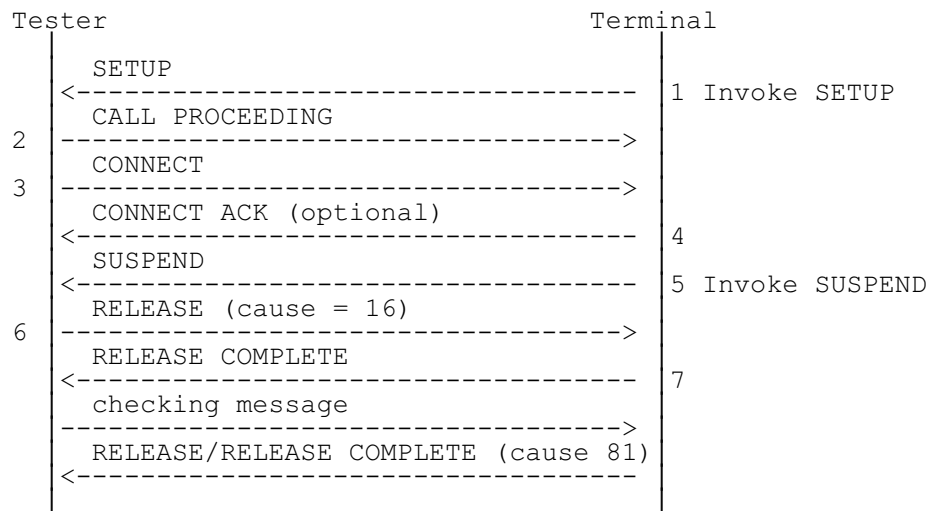 Tester Terminal
SETUP
<----------------------------------- 1 Invoke SETUP
CALL PROCEEDING
2 ----------------------------------->
CONNECT
3 ----------------------------------->
CONNECT ACK (optional)
<----------------------------------- 4
SUSPEND
<----------------------------------- 5 Invoke SUSPEND
RELEASE (cause = 16)
6 ----------------------------------->
RELEASE COMPLETE
<----------------------------------- 7
checking message
----------------------------------->
RELEASE/RELEASE COMPLETE (cause 81)
<-----------------------------------